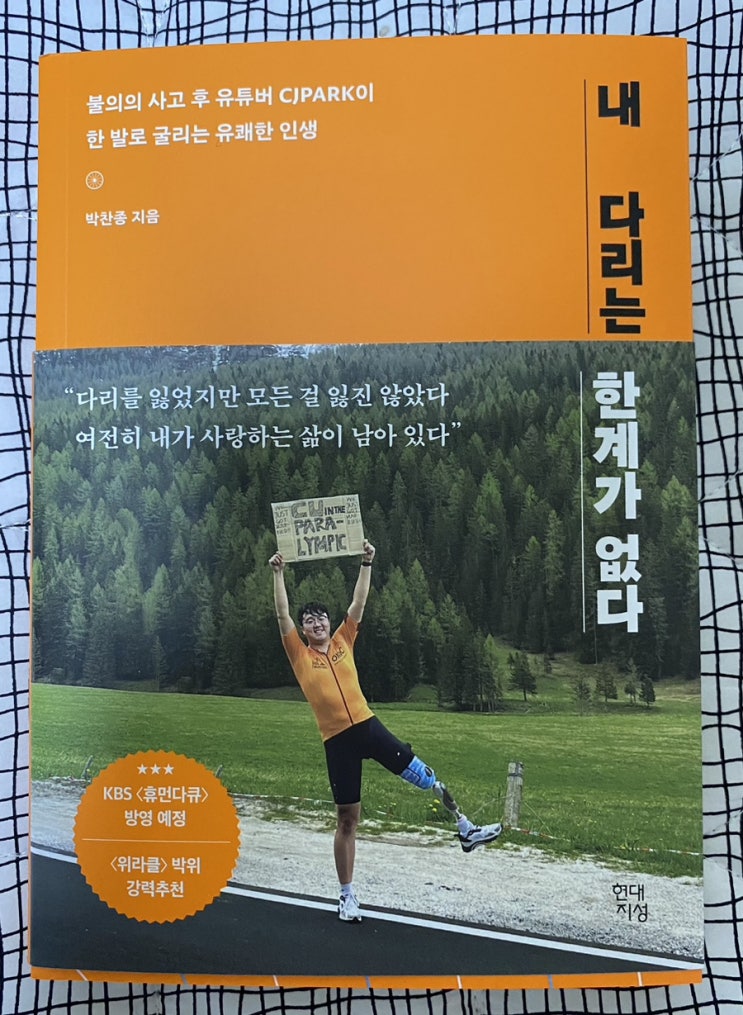 불의의 사고 후 유튜버 CJPARK이
한 발로 굴리는 유쾌한 인생
박찬종 지음
내 다리는
한계가 없다
“다리를 잃었지만 모든 걸 잃진 않았다
여전히 내가 사랑하는 삶이 남아 있다”
CU IN THE
PARA-
LYMPIC
★★★
KBS 〈휴먼다큐〉
방영 예정
〈위라클〉 박위
강력추천
현대
지성